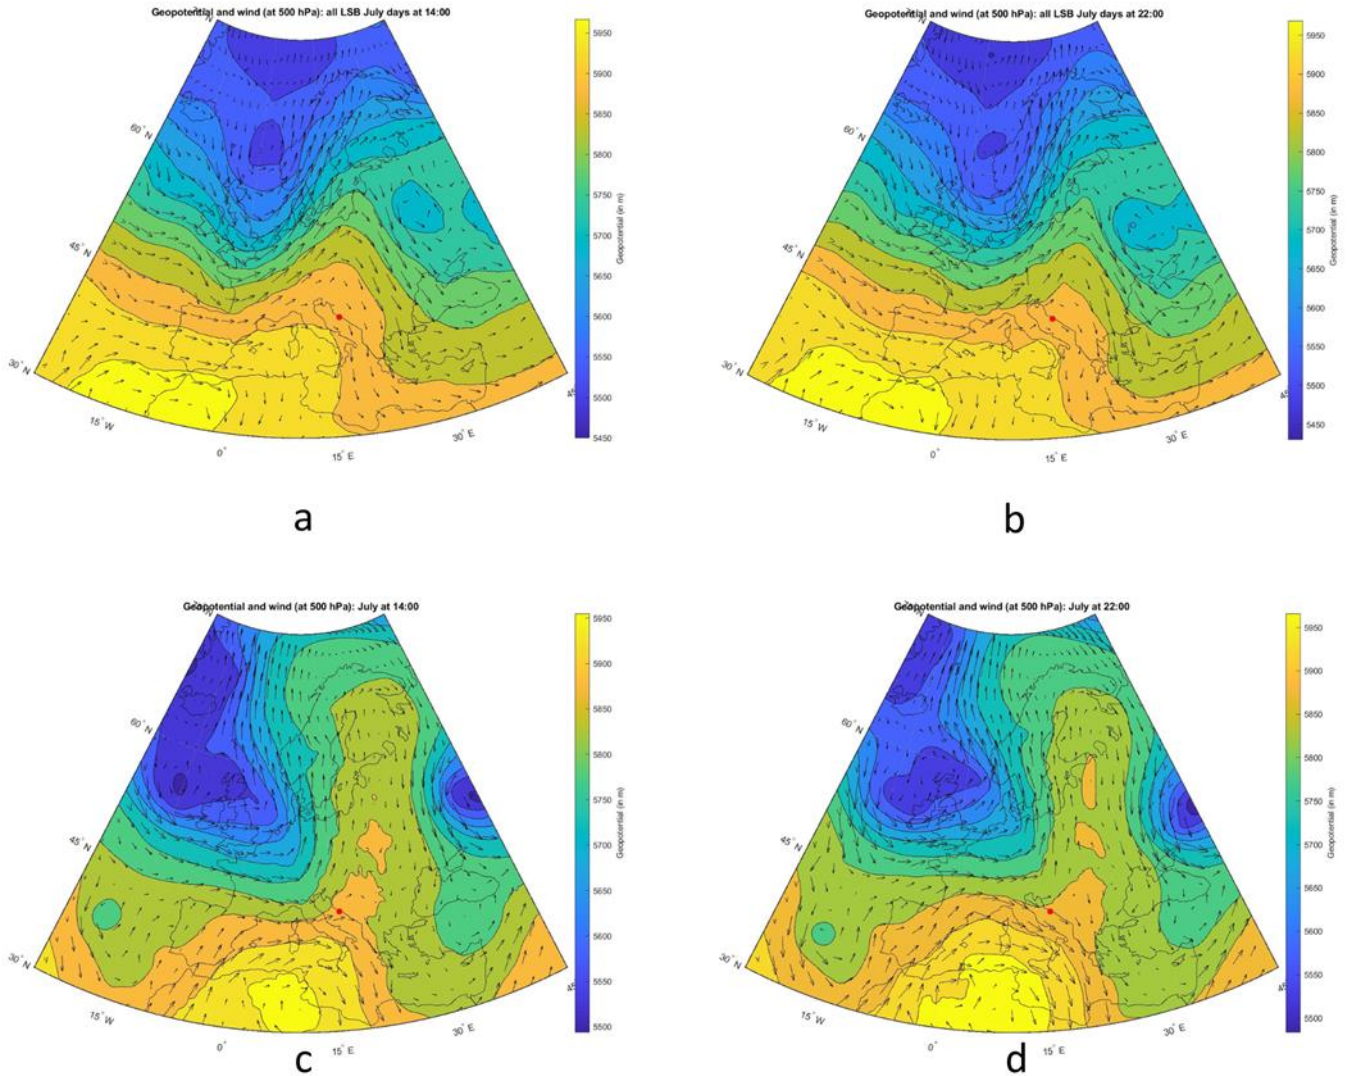 Geopotential and wind (at 500 hPa): all LSB July days at 14:00
60° N
45° N
30° N
15° W
0°
15° E
30° E
5950
5900
5850
5800
5750
5700
5650
5600
5550
5500
5450
Geopotential (in m)
a
Geopotential and wind (at 500 hPa): all LSB July days at 22:00
60° N
45° N
30° N
15° W
0°
15° E
30° E
5950
5900
5850
5800
5750
5700
5650
5600
5550
5500
5450
Geopotential (in m)
b
Geopotential and wind (at 500 hPa): July at 14:00
60° N
45° N
30° N
15° W
0°
15° E
30° E
5950
5900
5850
5800
5750
5700
5650
5600
5550
5500
Geopotential (in m)
c
Geopotential and wind (at 500 hPa): July at 22:00
60° N
45° N
30° N
15° W
0°
15° E
30° E
5950
5900
5850
5800
5750
5700
5650
5600
5550
5500
Geopotential (in m)
d